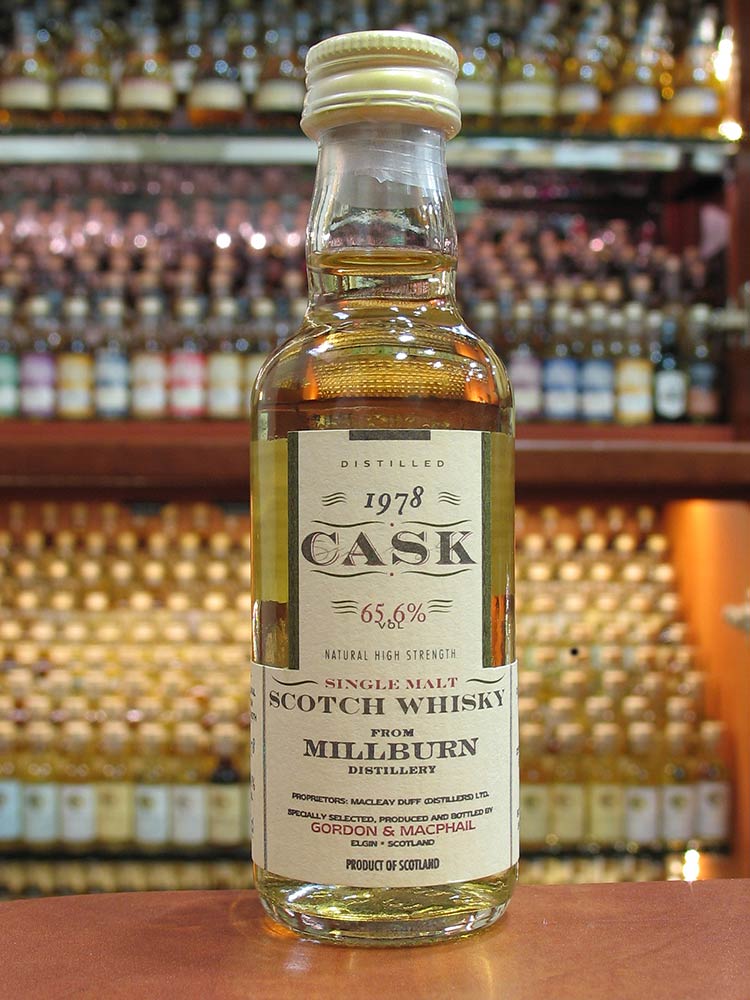 DISTILLED
1978
CASK
65.6%
VOL
NATURAL HIGH STRENGTH
SINGLE MALT
SCOTCH WHISKY
FROM
MILLBURN
DISTILLERY
PROPRIETORS: MACLEAY DUFF (DISTILLERS) LTD.
SPECIALLY SELECTED, PRODUCED AND BOTTLED BY
GORDON & MACPHAIL
ELGIN • SCOTLAND
PRODUCT OF SCOTLAND